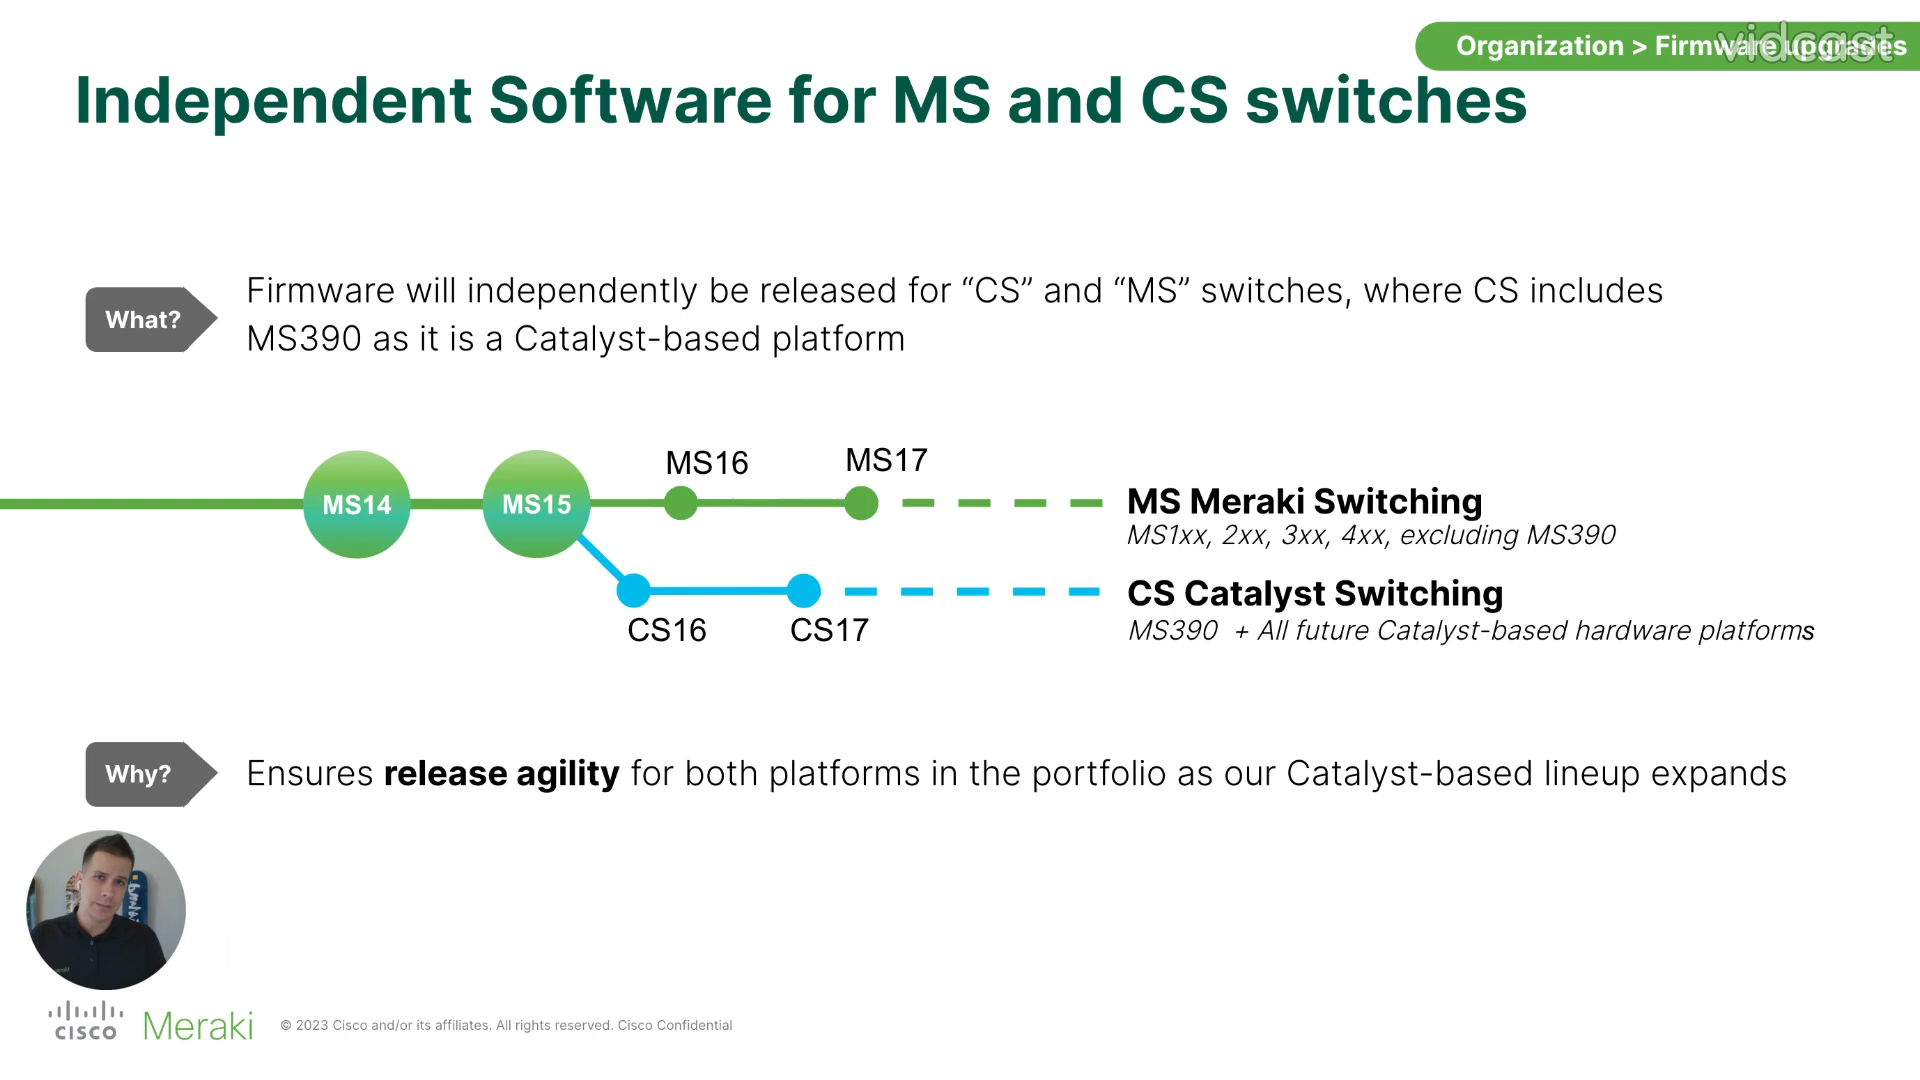 vidcast
Organization > Firmware upgrades
Independent Software for MS and CS switches
What?
Firmware will independently be released for “CS” and “MS” switches, where CS includes
MS390 as it is a Catalyst-based platform
MS14
MS15
MS16
MS17
MS Meraki Switching
MS1xx, 2xx, 3xx, 4xx, excluding MS390
CS16
CS17
CS Catalyst Switching
MS390 + All future Catalyst-based hardware platforms
Why?
Ensures release agility for both platforms in the portfolio as our Catalyst-based lineup expands
CISCO Meraki
© 2023 Cisco and/or its affiliates. All rights reserved. Cisco Confidential